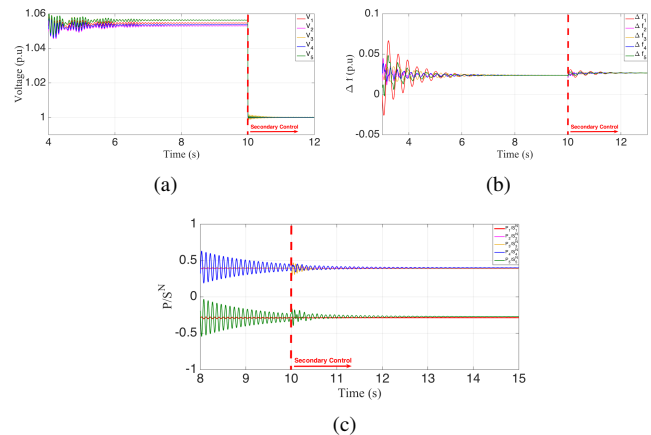 1.06
1.04
1.02
1
Voltage (p.u)
4
6
8
10
12
Time (s)
Secondary Control
V1
V2
V3
V4
V5
(a)
0.1
0.05
0
-0.05
Δ f (p.u)
4
6
8
10
12
Time (s)
Secondary Control
Δ f1
Δ f2
Δ f3
Δ f4
Δ f5
(b)
1
0.5
0
-0.5
-1
P/S^N
8
9
10
11
12
13
14
15
Time (s)
Secondary Control
(c)